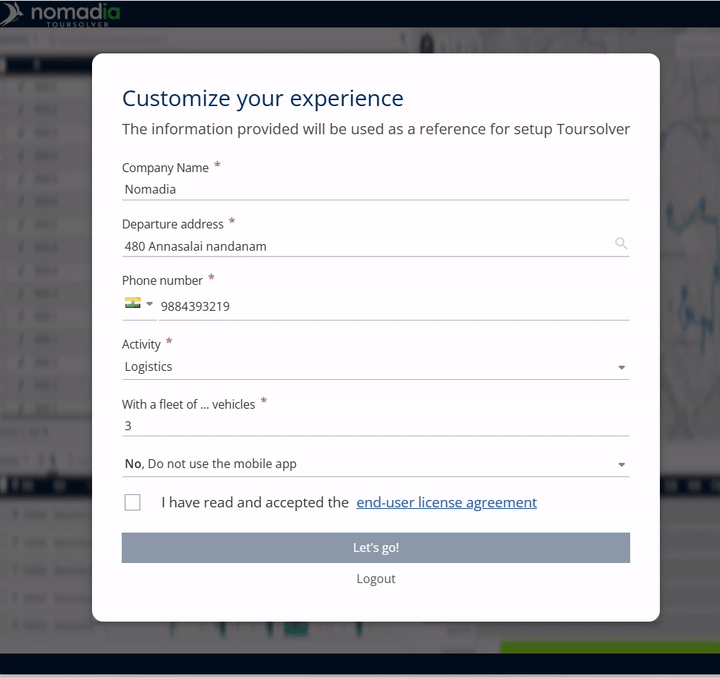 nomadia
TOURSOLVER
Customize your experience
The information provided will be used as a reference for setup Toursolver
Company Name *
Nomadia
Departure address *
480 Annasalai nandanam
Phone number *
9884393219
Activity *
Logistics
With a fleet of ... vehicles *
3
No, Do not use the mobile app
I have read and accepted the end-user license agreement
Let's go!
Logout